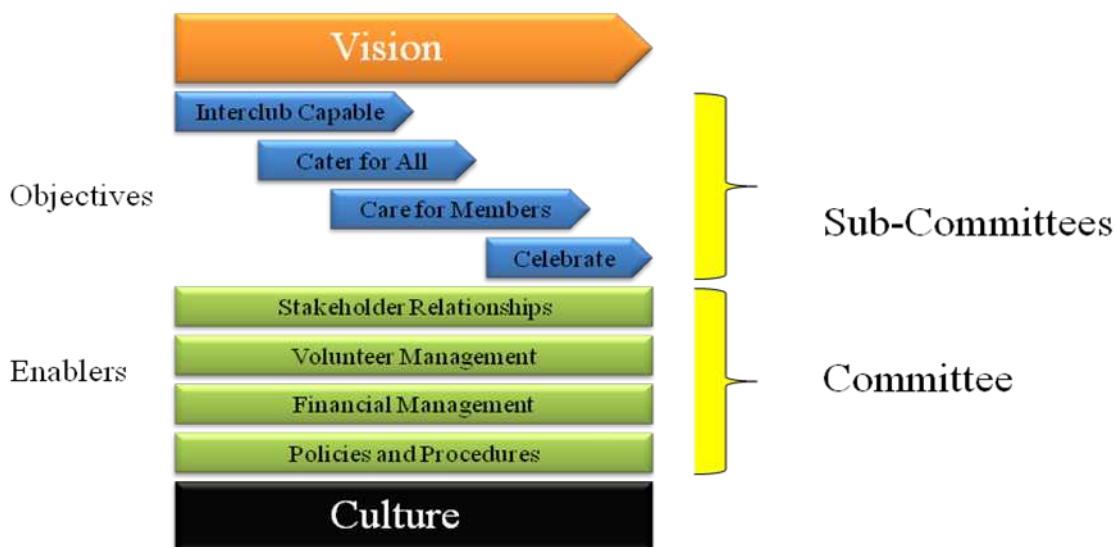 Vision
Interclub Capable
Cater for All
Objectives
Care for Members
Sub-Committees
Celebrate
Stakeholder Relationships
Volunteer Management
Enablers
Committee
Financial Management
Policies and Procedures
Culture